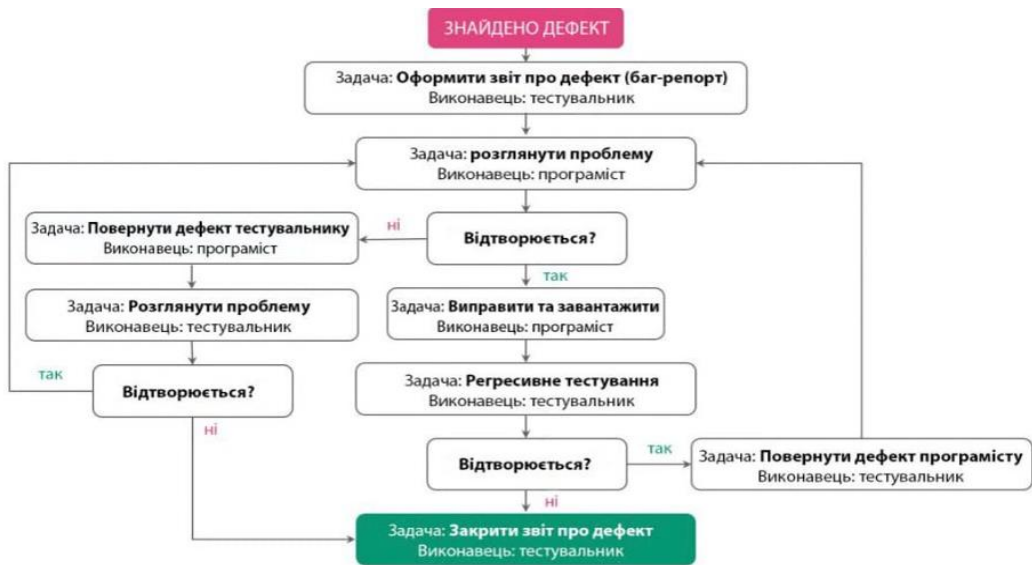 ЗНАЙДЕНО ДЕФЕКТ
Задача: Оформити звіт про дефект (баг-репорт)
Виконавець: тестувальник
Задача: розглянути проблему
Виконавець: програміст
Задача: Повернути дефект тестувальнику
Виконавець: програміст
ні
Відтворюється?
так
Задача: Розглянути проблему
Виконавець: тестувальник
Задача: Виправити та завантажити
Виконавець: програміст
так
Відтворюється?
ні
Задача: Регресивне тестування
Виконавець: тестувальник
Відтворюється?
так
Задача: Повернути дефект програмісту
Виконавець: тестувальник
ні
Задача: Закрити звіт про дефект
Виконавець: тестувальник